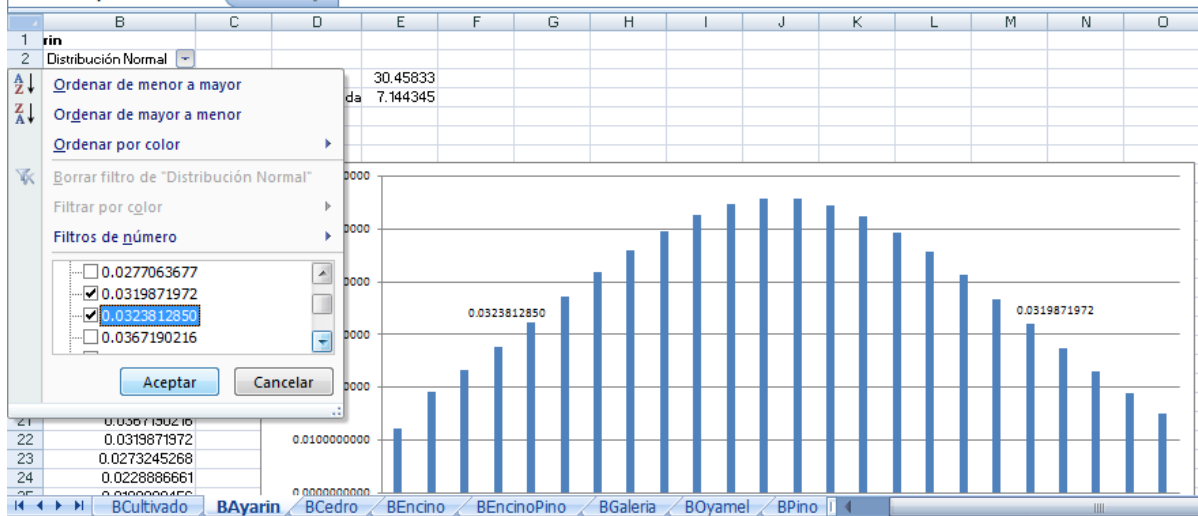 B C D E F G H I J K L M N O
1 rin
2 Distribución Normal
30.45833
da 7.144345
Ordenar de menor a mayor
Ordenar de mayor a menor
Ordenar por color
Borrar filtro de "Distribución Normal"
Filtrar por color
Filtros de número
0.0277063677
0.0319871972
0.0323812850
0.0367190216
Aceptar Cancelar
0.0323812850
0.0319871972
0.0100000000
0.0000000000
21 0.0367190216
22 0.0319871972
23 0.0273245268
24 0.0228886661
BCultivado BAyarin BCedro BEncino BEncinoPino BGaleria BOyamel BPino